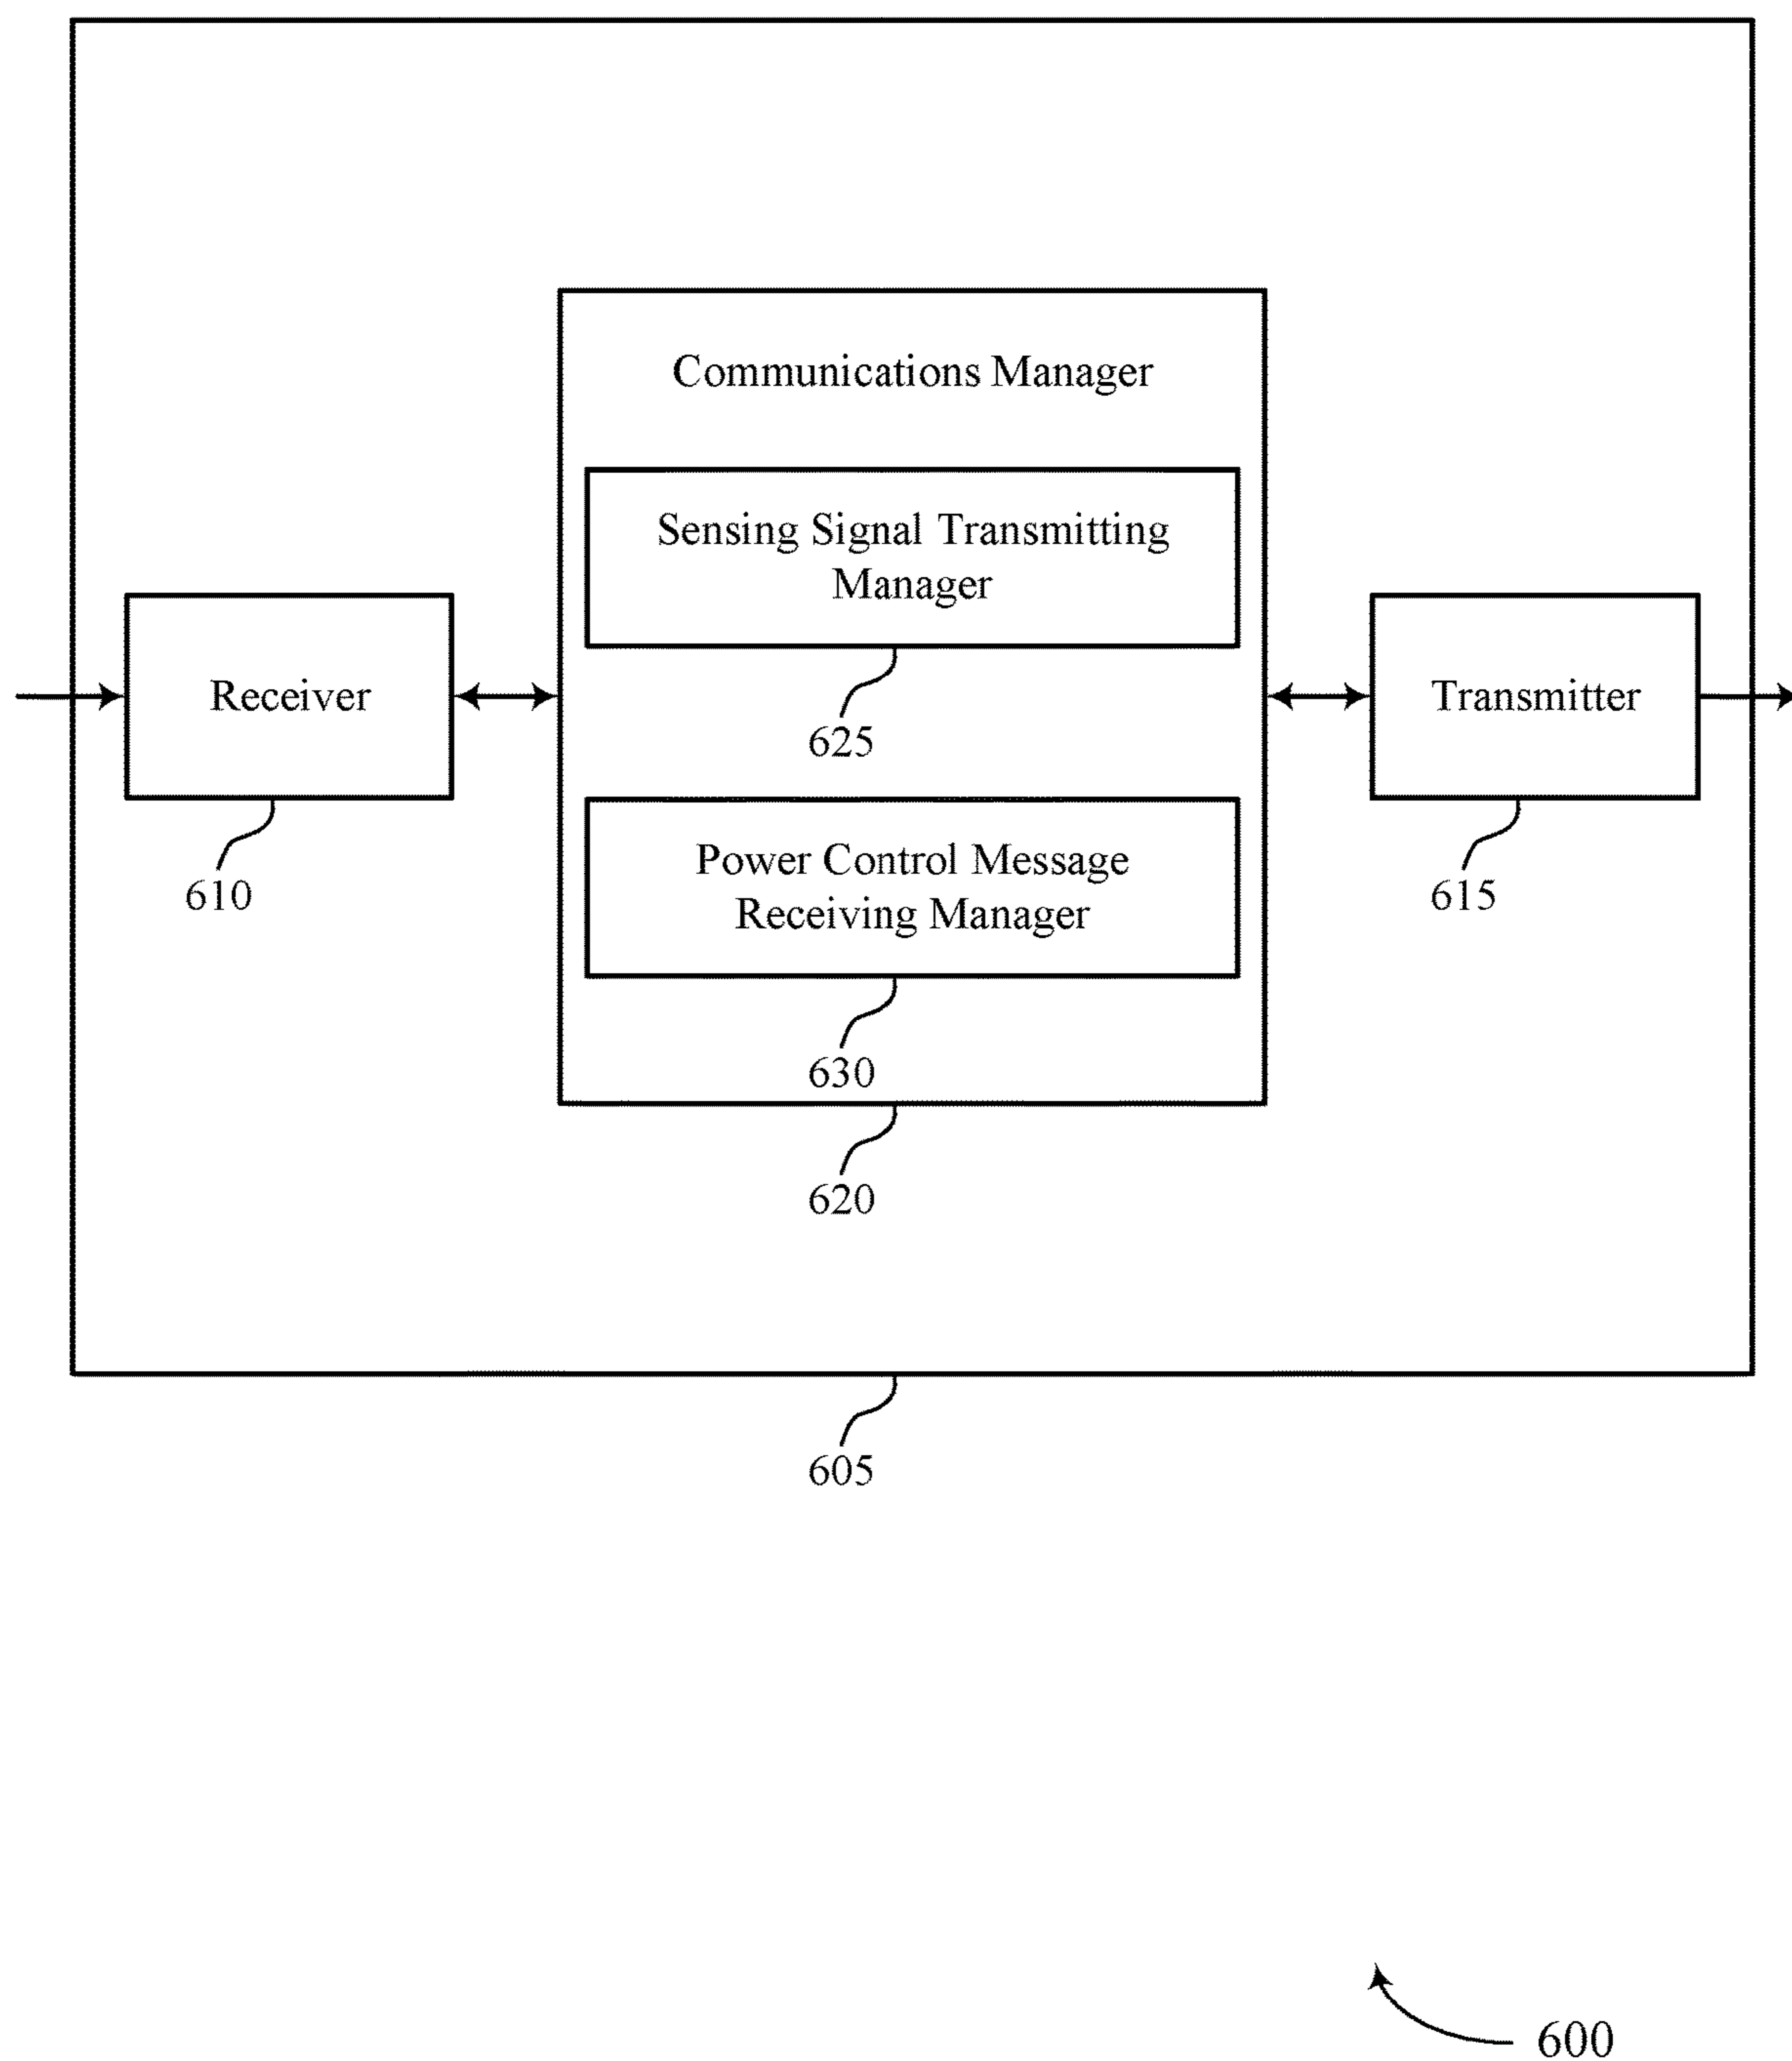 Communications Manager
Sensing Signal Transmitting
Manager
625
Receiver
610
Transmitter
615
Power Control Message
Receiving Manager
630
620
605
600